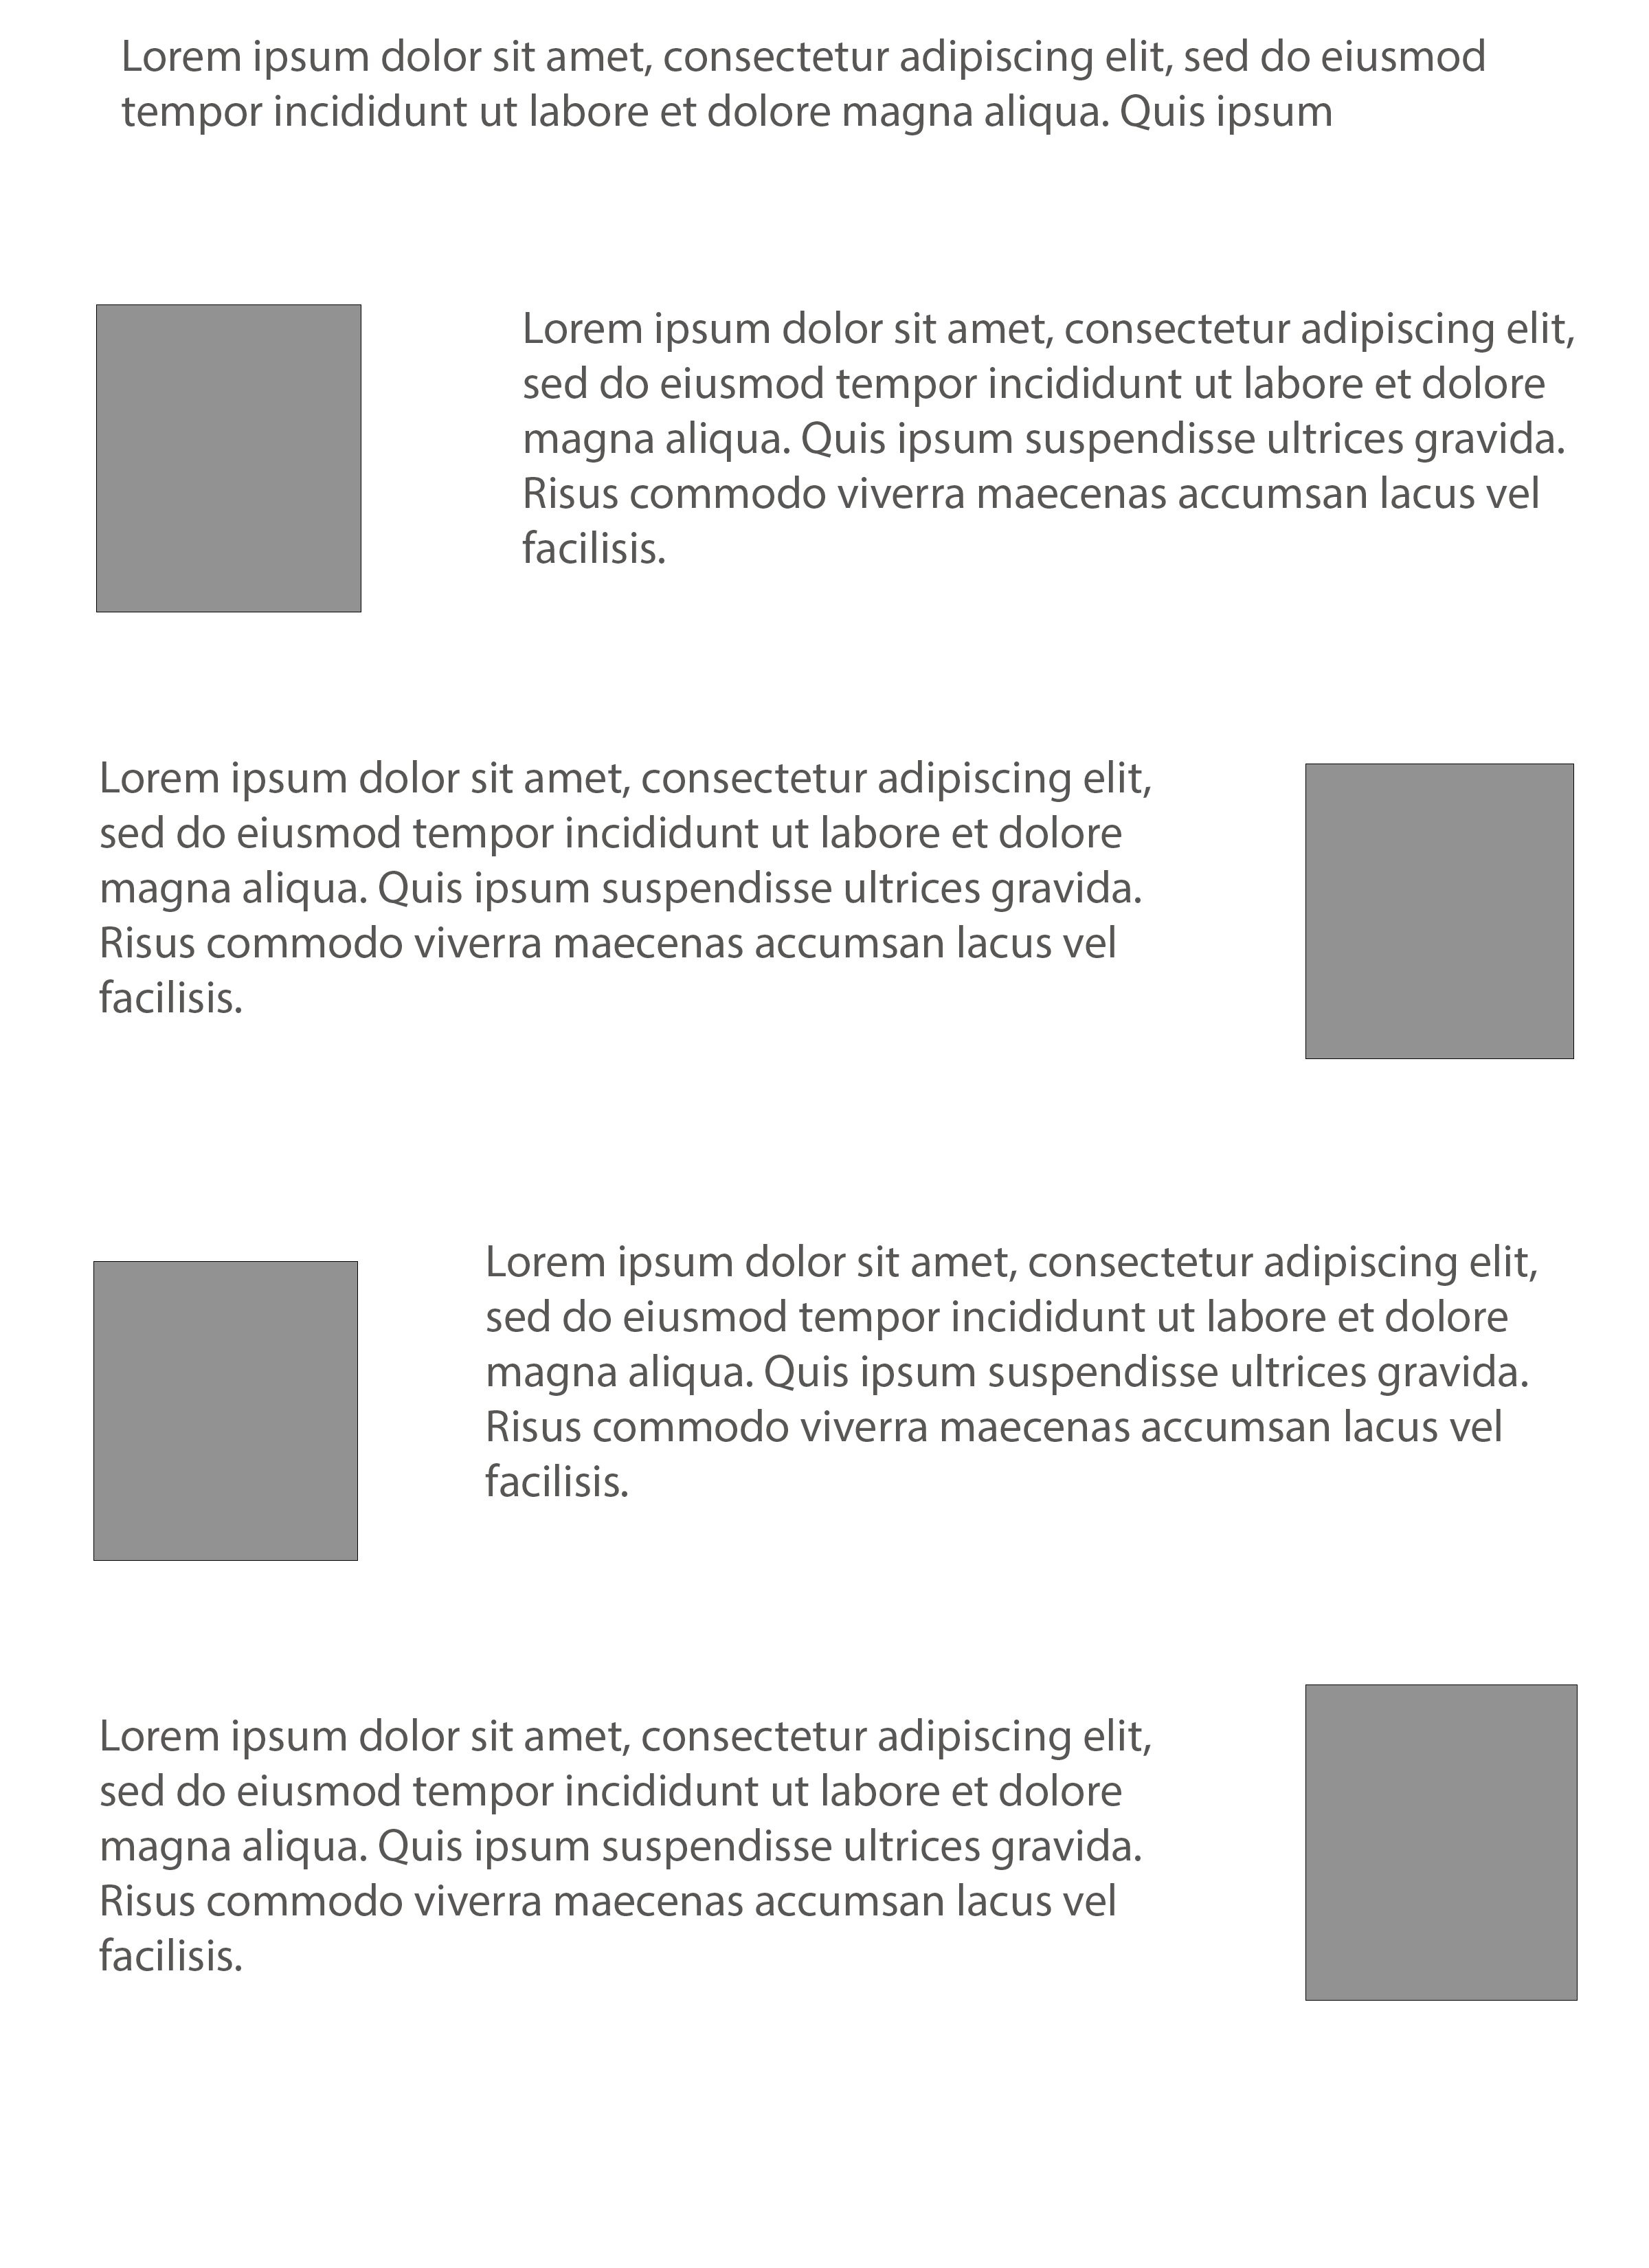 Lorem ipsum dolor sit amet, consectetur adipiscing elit, sed do eiusmod
tempor incididunt ut labore et dolore magna aliqua. Quis ipsum
Lorem ipsum dolor sit amet, consectetur adipiscing elit,
sed do eiusmod tempor incididunt ut labore et dolore
magna aliqua. Quis ipsum suspendisse ultrices gravida.
Risus commodo viverra maecenas accumsan lacus vel
facilisis.
Lorem ipsum dolor sit amet, consectetur adipiscing elit,
sed do eiusmod tempor incididunt ut labore et dolore
magna aliqua. Quis ipsum suspendisse ultrices gravida.
Risus commodo viverra maecenas accumsan lacus vel
facilisis.
Lorem ipsum dolor sit amet, consectetur adipiscing elit,
sed do eiusmod tempor incididunt ut labore et dolore
magna aliqua. Quis ipsum suspendisse ultrices gravida.
Risus commodo viverra maecenas accumsan lacus vel
facilisis.
Lorem ipsum dolor sit amet, consectetur adipiscing elit,
sed do eiusmod tempor incididunt ut labore et dolore
magna aliqua. Quis ipsum suspendisse ultrices gravida.
Risus commodo viverra maecenas accumsan lacus vel
facilisis.